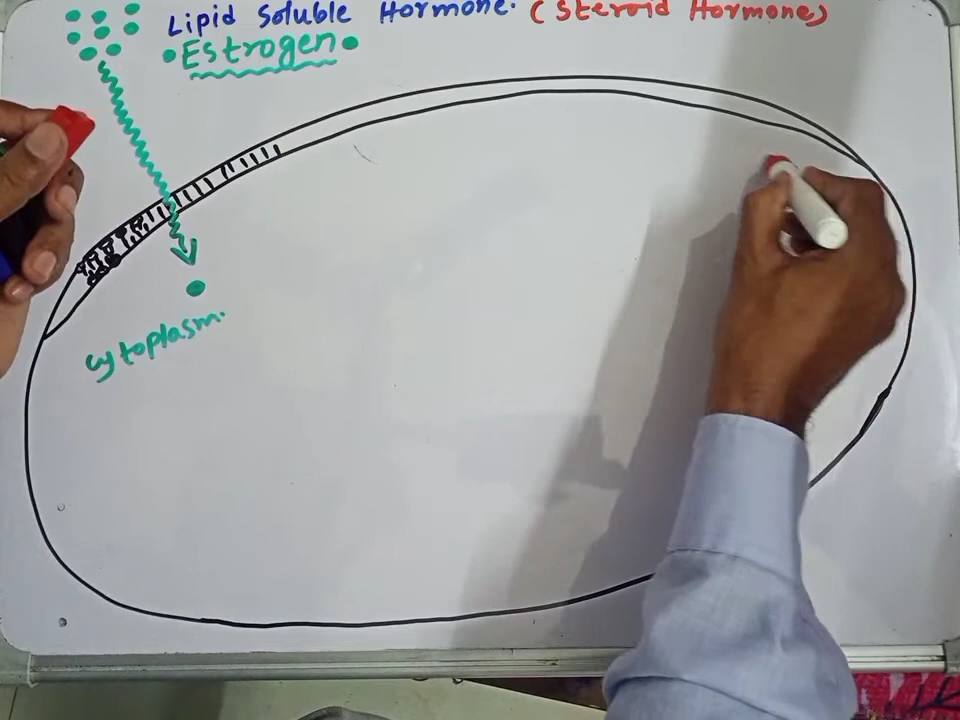 Lipid Soluble Hormone. (Steroid Hormone)
•Estrogen•
cytoplasm.